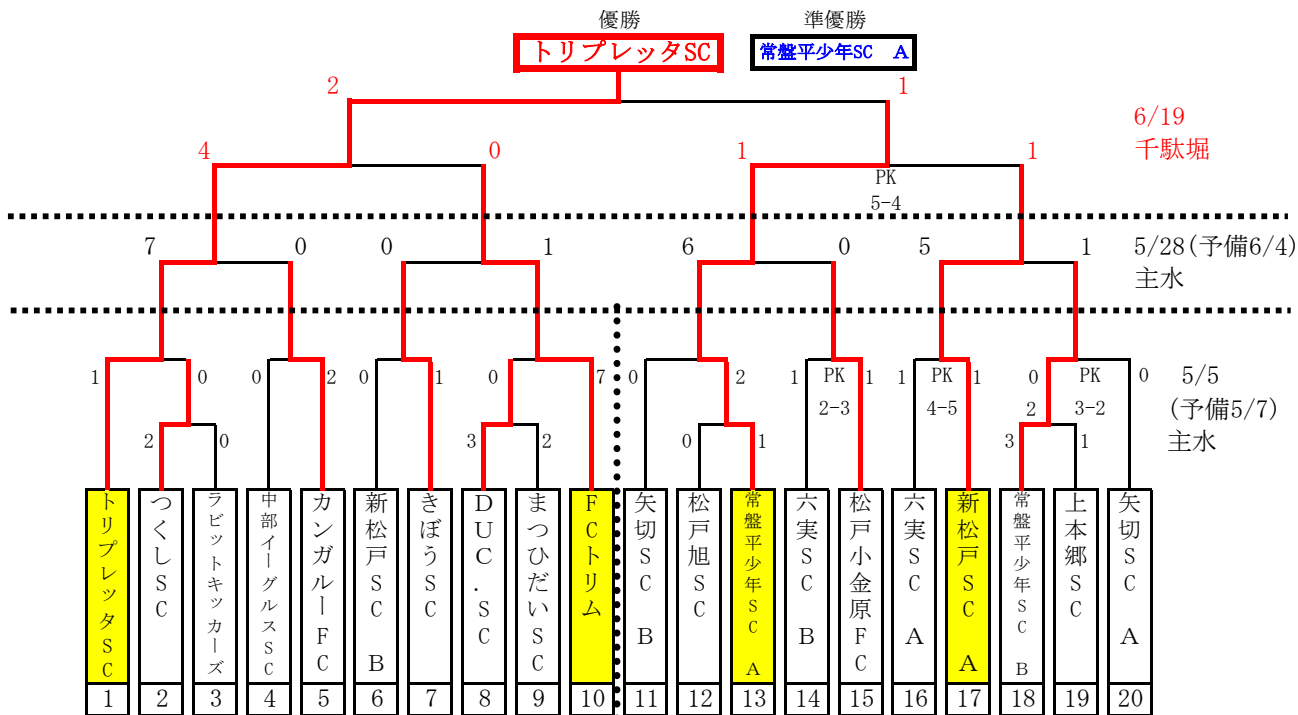 優勝 準優勝
トリプレッタSC 常盤平少年SC A
2 1
6/19
千駄堀
4 0 1 1
PK
5-4
7 0 0 1 6 0 5 1 5/28(予備6/4)
主水
1 0 0 2 0 1 0 7 0 2 1 PK 1 1 PK 1 0 PK 0 5/5
2-3 4-5 2 3-2 (予備5/7)
2 0 3 2 0 1 3 1 主水
トリプレッタSC
つくしSC
ラビットキッカーズ
中部イーグルスSC
カンガルーFC
新松戸SC B
きぼうSC
DUC.SC
まつひだいSC
FCトリム
矢切SC B
松戸旭SC
常盤平少年SC A
六実SC B
松戸小金原FC
六実SC A
新松戸SC A
常盤平少年SC B
上本郷SC
矢切SC A
1 2 3 4 5 6 7 8 9 10 11 12 13 14 15 16 17 18 19 20